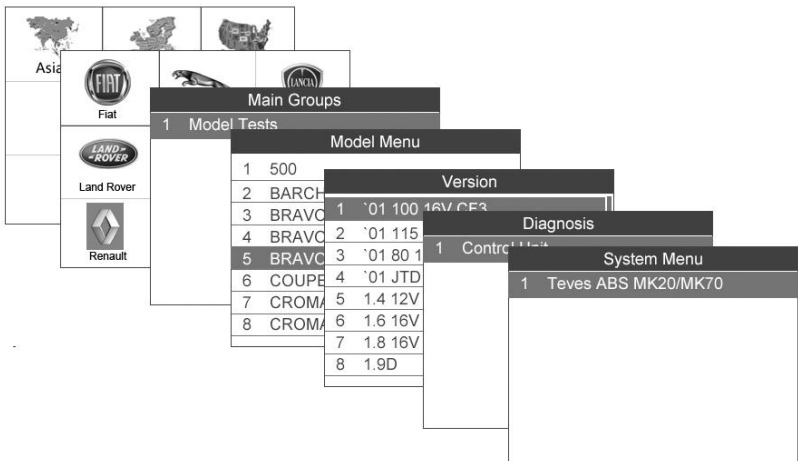 Asia
FIAT
Fiat
LANCIA
LAND-
-ROVER
Land Rover
Renault
Main Groups
1 Model Tests
Model Menu
1 500
2 BARCH
3 BRAVO
4 BRAVO
5 BRAVO
6 COUPE
7 CROMA
8 CROMA
Version
1 `01 100 16V CF3
2 `01 115
3 `01 80 1
4 `01 JTD
5 1.4 12V
6 1.6 16V
7 1.8 16V
8 1.9D
Diagnosis
1 Control Unit
System Menu
1 Teves ABS MK20/MK70